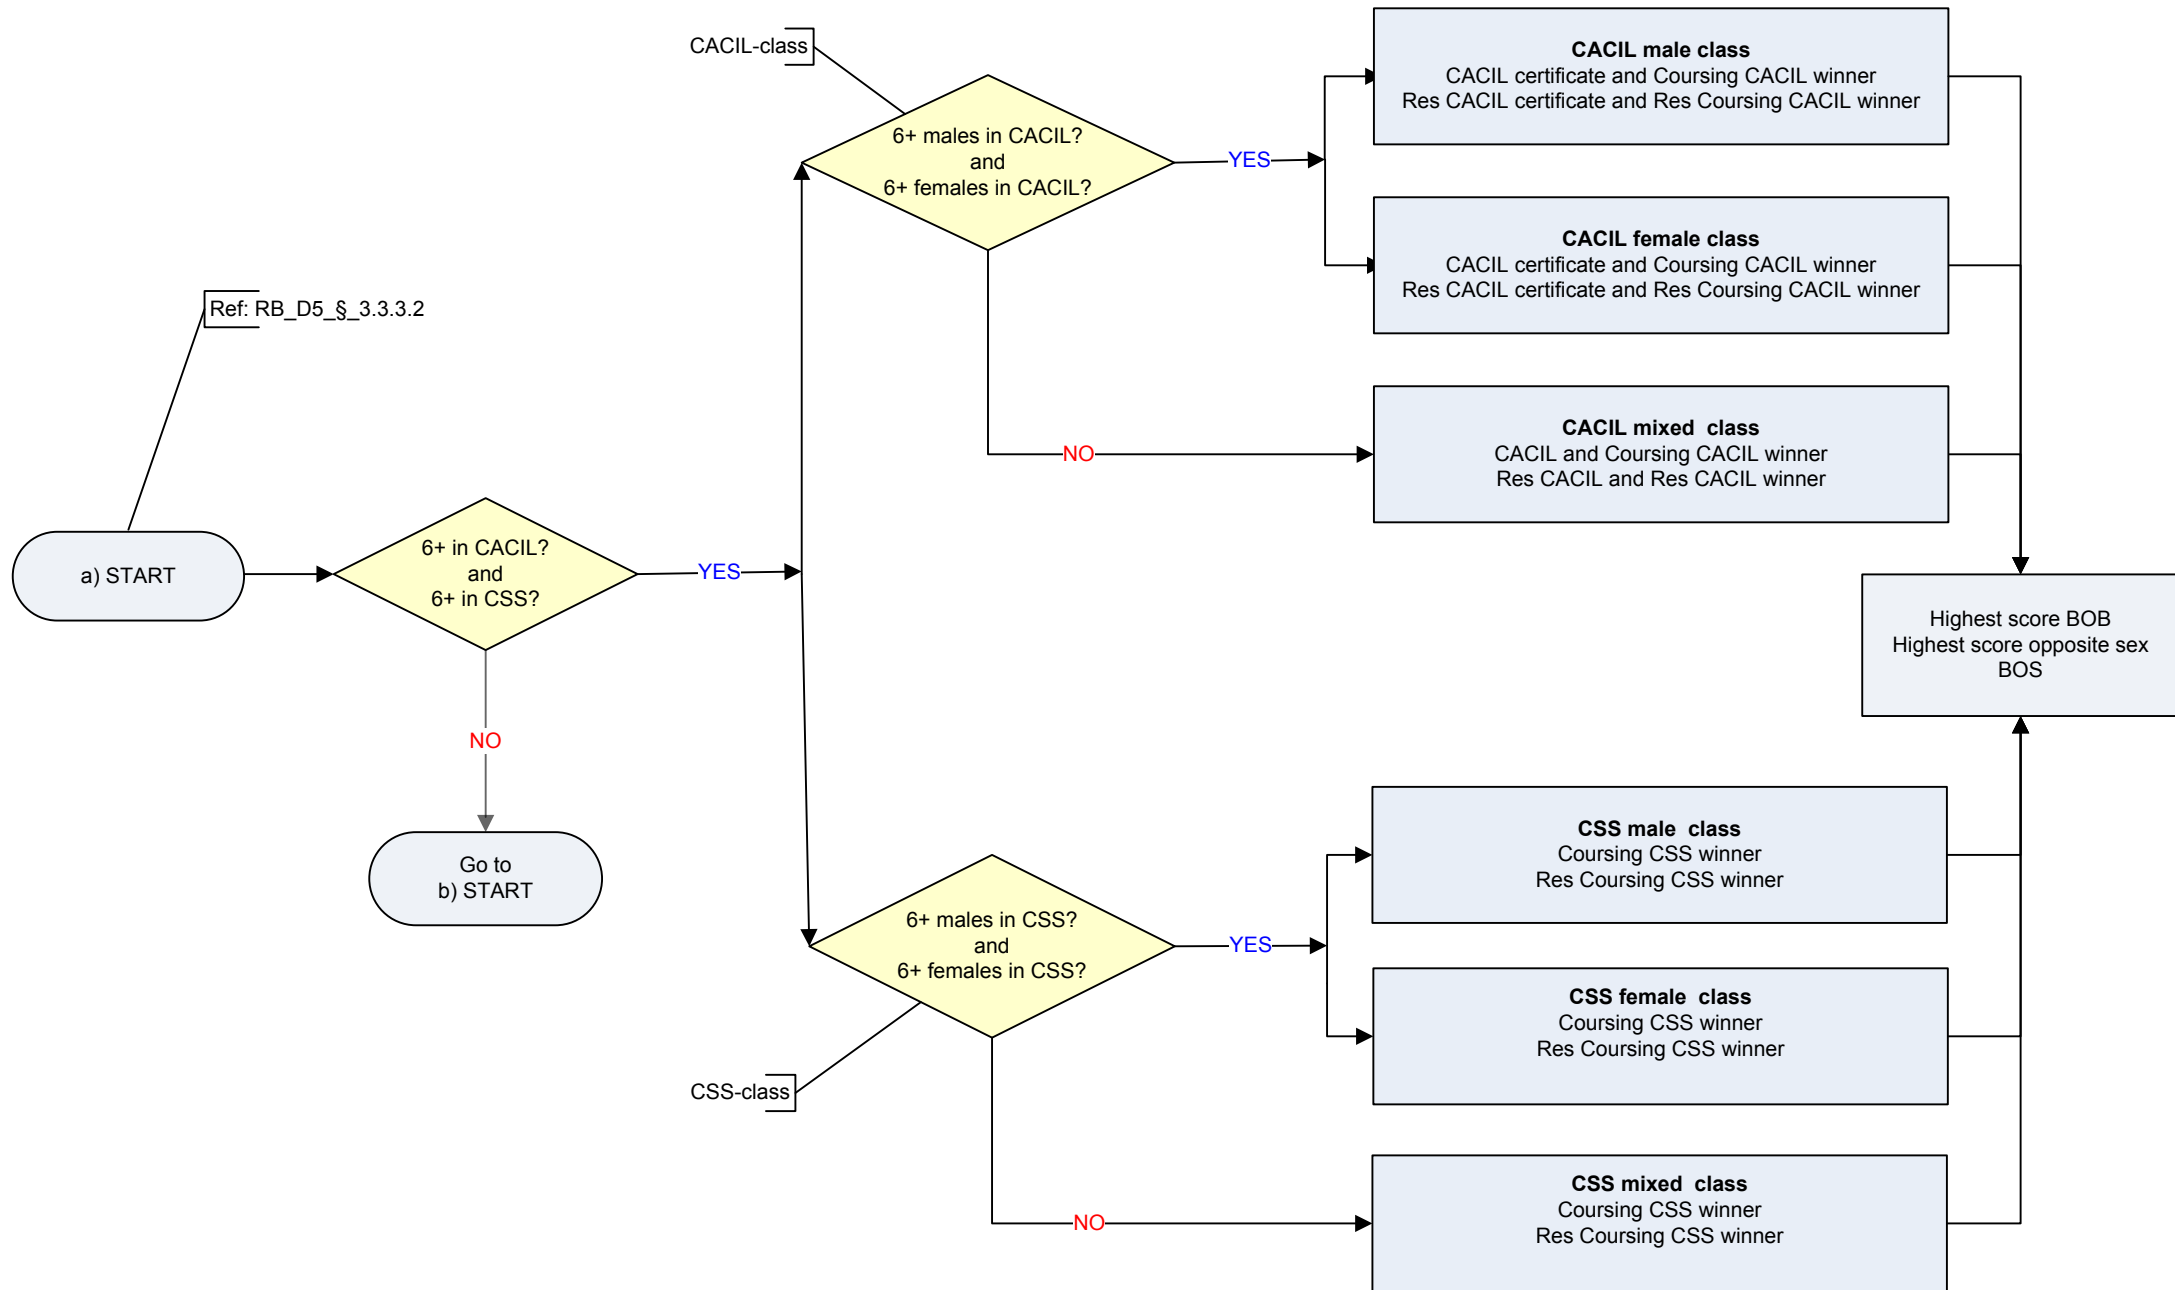 CACIL-class
6+ males in CACIL?
and
6+ females in CACIL?
YES
NO
CACIL male class
CACIL certificate and Coursing CACIL winner
Res CACIL certificate and Res Coursing CACIL winner
CACIL female class
CACIL certificate and Coursing CACIL winner
Res CACIL certificate and Res Coursing CACIL winner
CACIL mixed class
CACIL and Coursing CACIL winner
Res CACIL and Res CACIL winner
Ref: RB_D5_§_3.3.3.2
a) START
6+ in CACIL?
and
6+ in CSS?
YES
NO
Go to
b) START
Highest score BOB
Highest score opposite sex
BOS
6+ males in CSS?
and
6+ females in CSS?
YES
NO
CSS-class
CSS male class
Coursing CSS winner
Res Coursing CSS winner
CSS female class
Coursing CSS winner
Res Coursing CSS winner
CSS mixed class
Coursing CSS winner
Res Coursing CSS winner